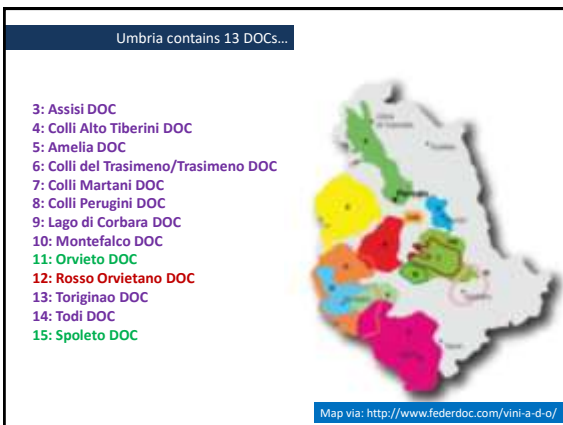 Umbria contains 13 DOCs...
3: Assisi DOC
4: Colli Alto Tiberini DOC
5: Amelia DOC
6: Colli del Trasimeno/Trasimeno DOC
7: Colli Martani DOC
8: Colli Perugini DOC
9: Lago di Corbara DOC
10: Montefalco DOC
11: Orvieto DOC
12: Rosso Orvietano DOC
13: Toriginao DOC
14: Todi DOC
15: Spoleto DOC
Map via: http://www.federdoc.com/vini-a-d-o/